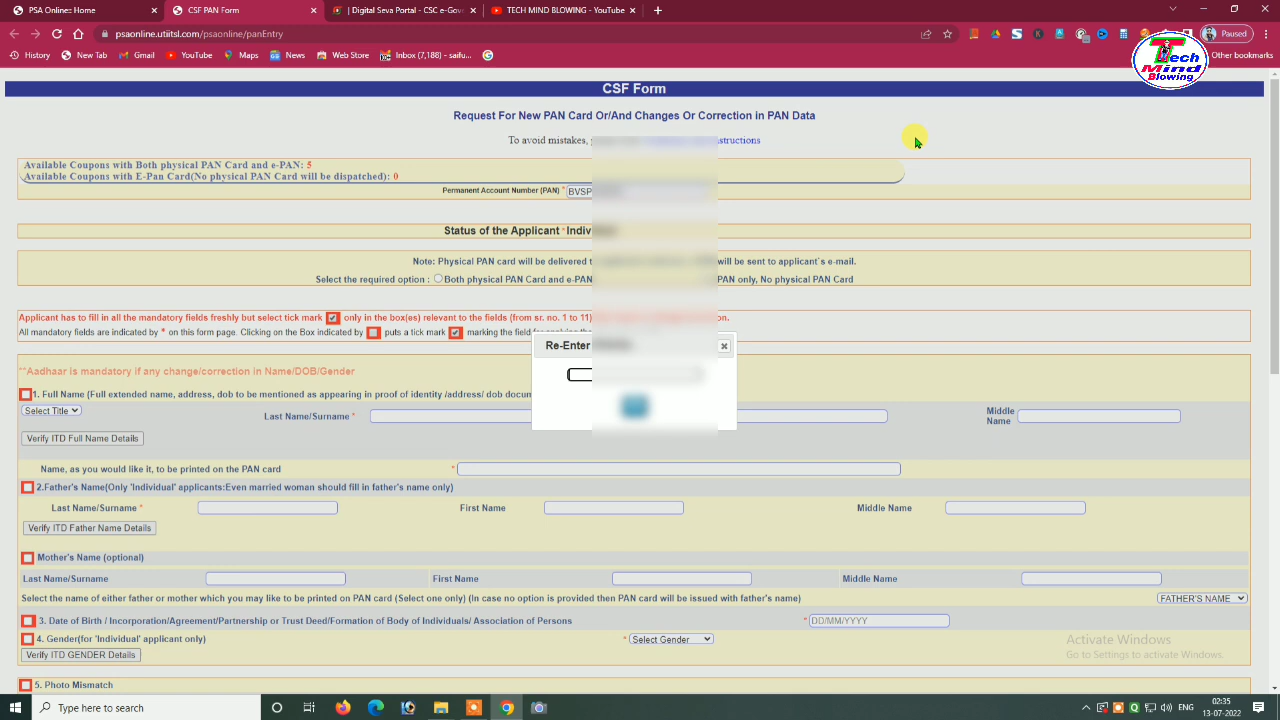 PSA Online | Home
CSF Form
Digital Seva Portal - CSC e-Gov
TECH MIND BLOWING - YouTube
psaonline.utiitsl.com/psaonline/panEntry
Paused
History
Gmail
YouTube
Maps
News
Web Store
Inbox (7,188) - saifu...
Other bookmarks
Tech Mind Blowing
CSF Form
Request For New PAN Card Or/And Changes Or Correction in PAN Data
To avoid mistakes,
Available Coupons with Both physical PAN Card and e-PAN: 5
Available Coupons with E-Pan Card(No physical PAN Card will be dispatched): 0
Permanent Account Number (PAN) * BVSP
Status of the Applicant *
Note: Physical PAN card will be delivered will be sent to applicant`s e-mail.
Select the required option : Both physical PAN Card and e-PAN PAN only, No physical PAN Card
Applicant has to fill in all the mandatory fields freshly but select tick mark only in the box(es) relevant to the fields (from sr. no. 1 to 11)
All mandatory fields are indicated by * on this form page. Clicking on the Box indicated by puts a tick mark marking the field
Re-Enter
**Aadhaar is mandatory if any change/correction in Name/DOB/Gender
1. Full Name (Full extended name, address, dob to be mentioned as appearing in proof of identity /address/ dob
Select Title
Last Name/Surname *
Middle Name
Verify ITD Full Name Details
Name, as you would like it, to be printed on the PAN card *
2.Father's Name(Only 'Individual' applicants:Even married woman should fill in father's name only)
Last Name/Surname *
First Name
Middle Name
Verify ITD Father Name Details
Mother's Name (optional)
Last Name/Surname
First Name
Middle Name
Select the name of either father or mother which you may like to be printed on PAN card (Select one only) (In case no option is provided then PAN card will be issued with father's name)
FATHER'S NAME
3. Date of Birth / Incorporation/Agreement/Partnership or Trust Deed/Formation of Body of Individuals/ Association of Persons * DD/MM/YYYY
4. Gender(for 'Individual' applicant only) * Select Gender
Verify ITD GENDER Details
Activate Windows
Go to Settings to activate Windows.
5. Photo Mismatch
Type here to search
02:35
13-07-2022